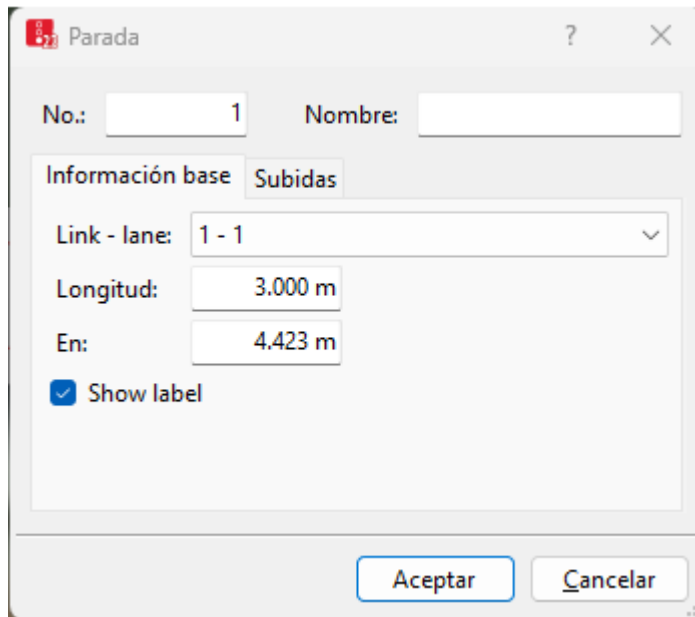 22 Parada ? 
No.: 1 Nombre:
Información base Subidas
Link - lane: 1 - 1
Longitud: 3.000 m
En: 4.423 m
Show label
Aceptar Cancelar